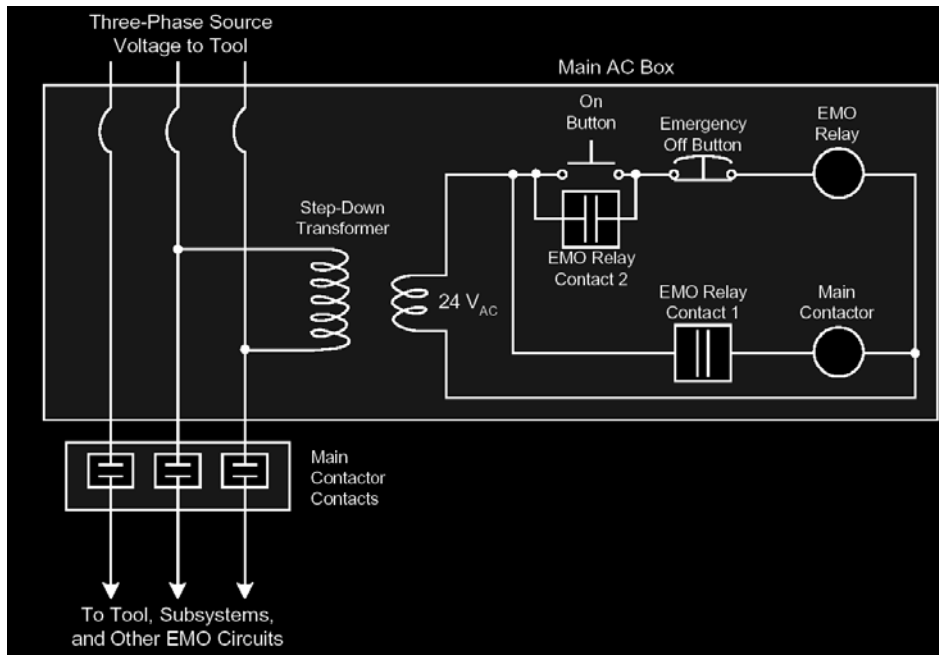 Three-Phase Source
Voltage to Tool
Main AC Box
On
Button
Emergency
Off Button
EMO
Relay
Step-Down
Transformer
24 VAC
EMO Relay
Contact 2
EMO Relay
Contact 1
Main
Contactor
Main
Contactor
Contacts
To Tool, Subsystems,
and Other EMO Circuits